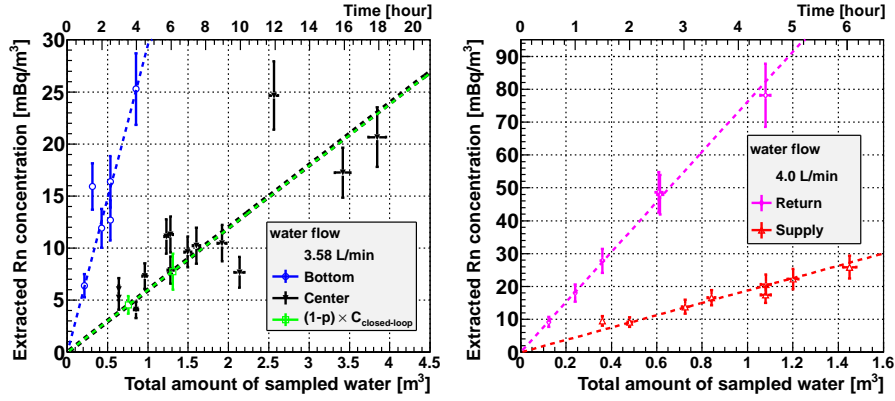 Time [hour]
0 2 4 6 8 10 12 14 16 18 20
Extracted Rn concentration [mBq/m³]
30
25
20
15
10
5
0
water flow
3.58 L/min
Bottom
Center
(1-p) × C closed-loop
0 0.5 1 1.5 2 2.5 3 3.5 4 4.5
Total amount of sampled water [m³]
Time [hour]
0 1 2 3 4 5 6
Extracted Rn concentration [mBq/m³]
90
80
70
60
50
40
30
20
10
0
water flow
4.0 L/min
Return
Supply
0 0.2 0.4 0.6 0.8 1 1.2 1.4 1.6
Total amount of sampled water [m³]